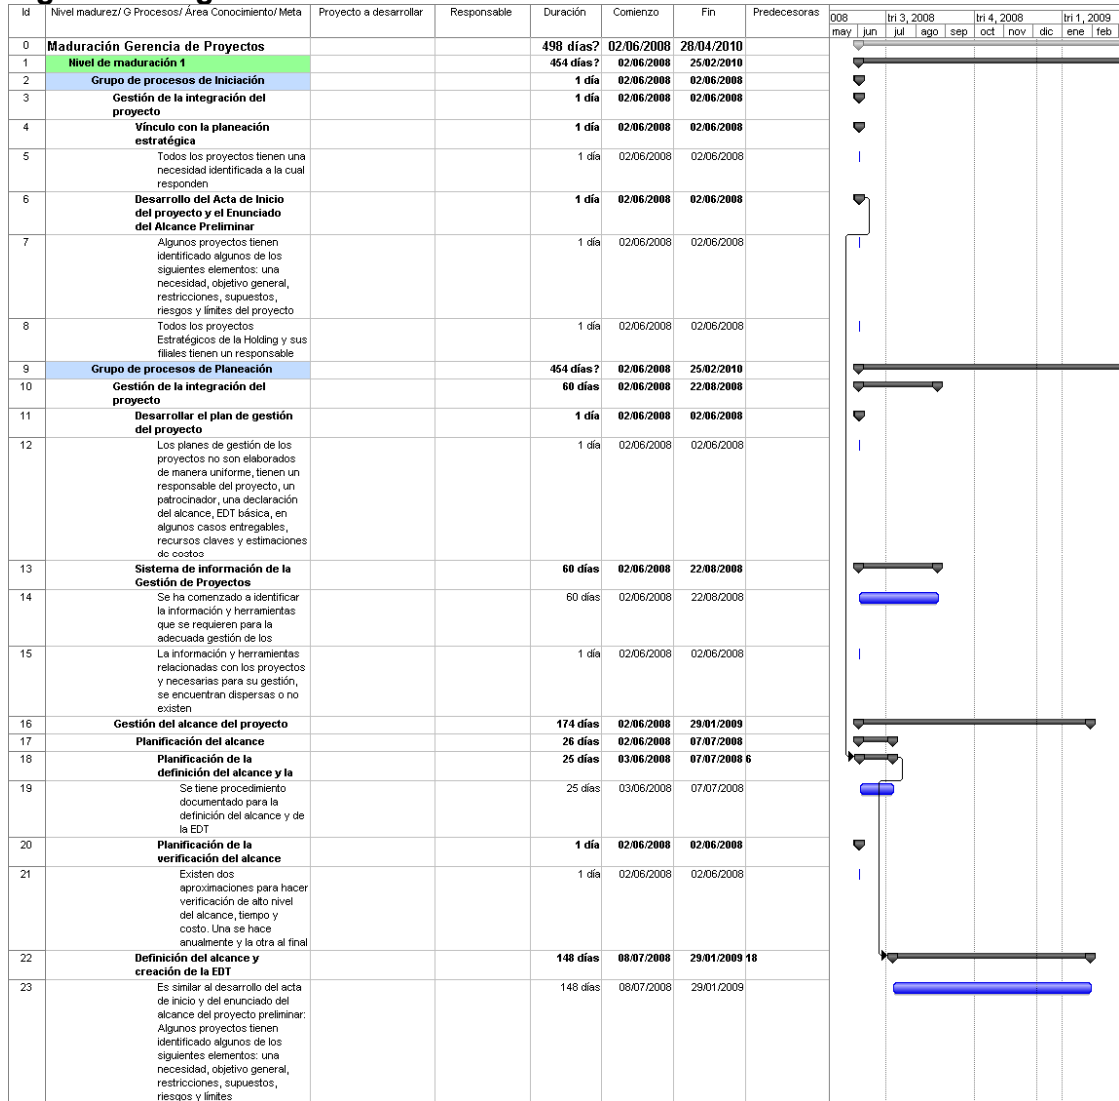 Id Nivel madurez/ G Procesos/ Área Conocimiento/ Meta Proyecto a desarrollar Responsable Duración Comienzo Fin Predecesoras
008 tri 3, 2008 tri 4, 2008 tri 1, 2009
may jun jul ago sep oct nov dic ene feb
0 Maduración Gerencia de Proyectos 498 días? 02/06/2008 28/04/2010
1 Nivel de maduración 1 454 días? 02/06/2008 25/02/2010
2 Grupo de procesos de Iniciación 1 día 02/06/2008 02/06/2008
3 Gestión de la integración del 1 día 02/06/2008 02/06/2008
proyecto
4 Vínculo con la planeación 1 día 02/06/2008 02/06/2008
estratégica
5 Todos los proyectos tienen una 1 día 02/06/2008 02/06/2008
necesidad identificada a la cual
responden
6 Desarrollo del Acta de Inicio 1 día 02/06/2008 02/06/2008
del proyecto y el Enunciado
del Alcance Preliminar
7 Algunos proyectos tienen 1 día 02/06/2008 02/06/2008
identificado algunos de los
siguientes elementos: una
necesidad, objetivo general,
restricciones, supuestos,
riesgos y límites del proyecto
8 Todos los proyectos 1 día 02/06/2008 02/06/2008
Estratégicos de la Holding y sus
filiales tienen un responsable
9 Grupo de procesos de Planeación 454 días? 02/06/2008 25/02/2010
10 Gestión de la integración del 60 días 02/06/2008 22/08/2008
proyecto
11 Desarrollar el plan de gestión 1 día 02/06/2008 02/06/2008
del proyecto
12 Los planes de gestión de los 1 día 02/06/2008 02/06/2008
proyectos no son elaborados
de manera uniforme, tienen un
responsable del proyecto, un
patrocinador, una declaración
del alcance, EDT básica, en
algunos casos entregables,
recursos claves y estimaciones
de costos
13 Sistema de información de la 60 días 02/06/2008 22/08/2008
Gestión de Proyectos
14 Se ha comenzado a identificar 60 días 02/06/2008 22/08/2008
la información y herramientas
que se requieren para la
adecuada gestión de los
15 La información y herramientas 1 día 02/06/2008 02/06/2008
relacionadas con los proyectos
y necesarias para su gestión,
se encuentran dispersas o no
existen
16 Gestión del alcance del proyecto 174 días 02/06/2008 29/01/2009
17 Planificación del alcance 26 días 02/06/2008 07/07/2008
18 Planificación de la 25 días 03/06/2008 07/07/2008 6
definición del alcance y la
19 Se tiene procedimiento 25 días 03/06/2008 07/07/2008
documentado para la
definición del alcance y de
la EDT
20 Planificación de la 1 día 02/06/2008 02/06/2008
verificación del alcance
21 Existen dos 1 día 02/06/2008 02/06/2008
aproximaciones para hacer
verificación de alto nivel
del alcance, tiempo y
costo. Una se hace
anualmente y la otra al final
22 Definición del alcance y 148 días 08/07/2008 29/01/2009 18
creación de la EDT
23 Es similar al desarrollo del acta 148 días 08/07/2008 29/01/2009
de inicio y del enunciado del
alcance del proyecto preliminar:
Algunos proyectos tienen
identificado algunos de los
siguientes elementos: una
necesidad, objetivo general,
restricciones, supuestos,
riesgos y límites